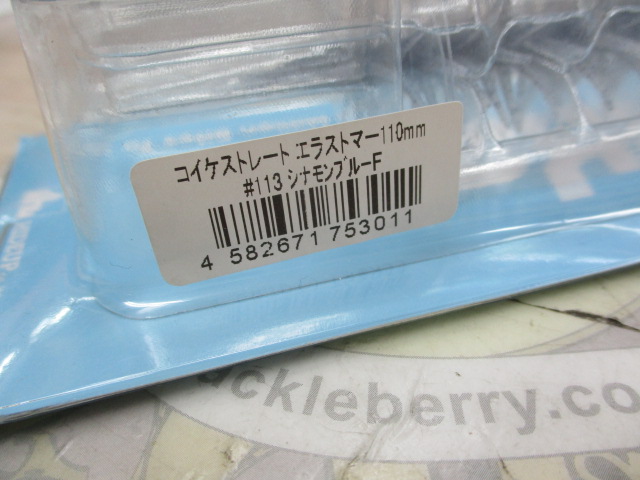 コイケストレート エラストマー110mm
#113 シナモンブルーF
4 582671 753011
ackleberry.co